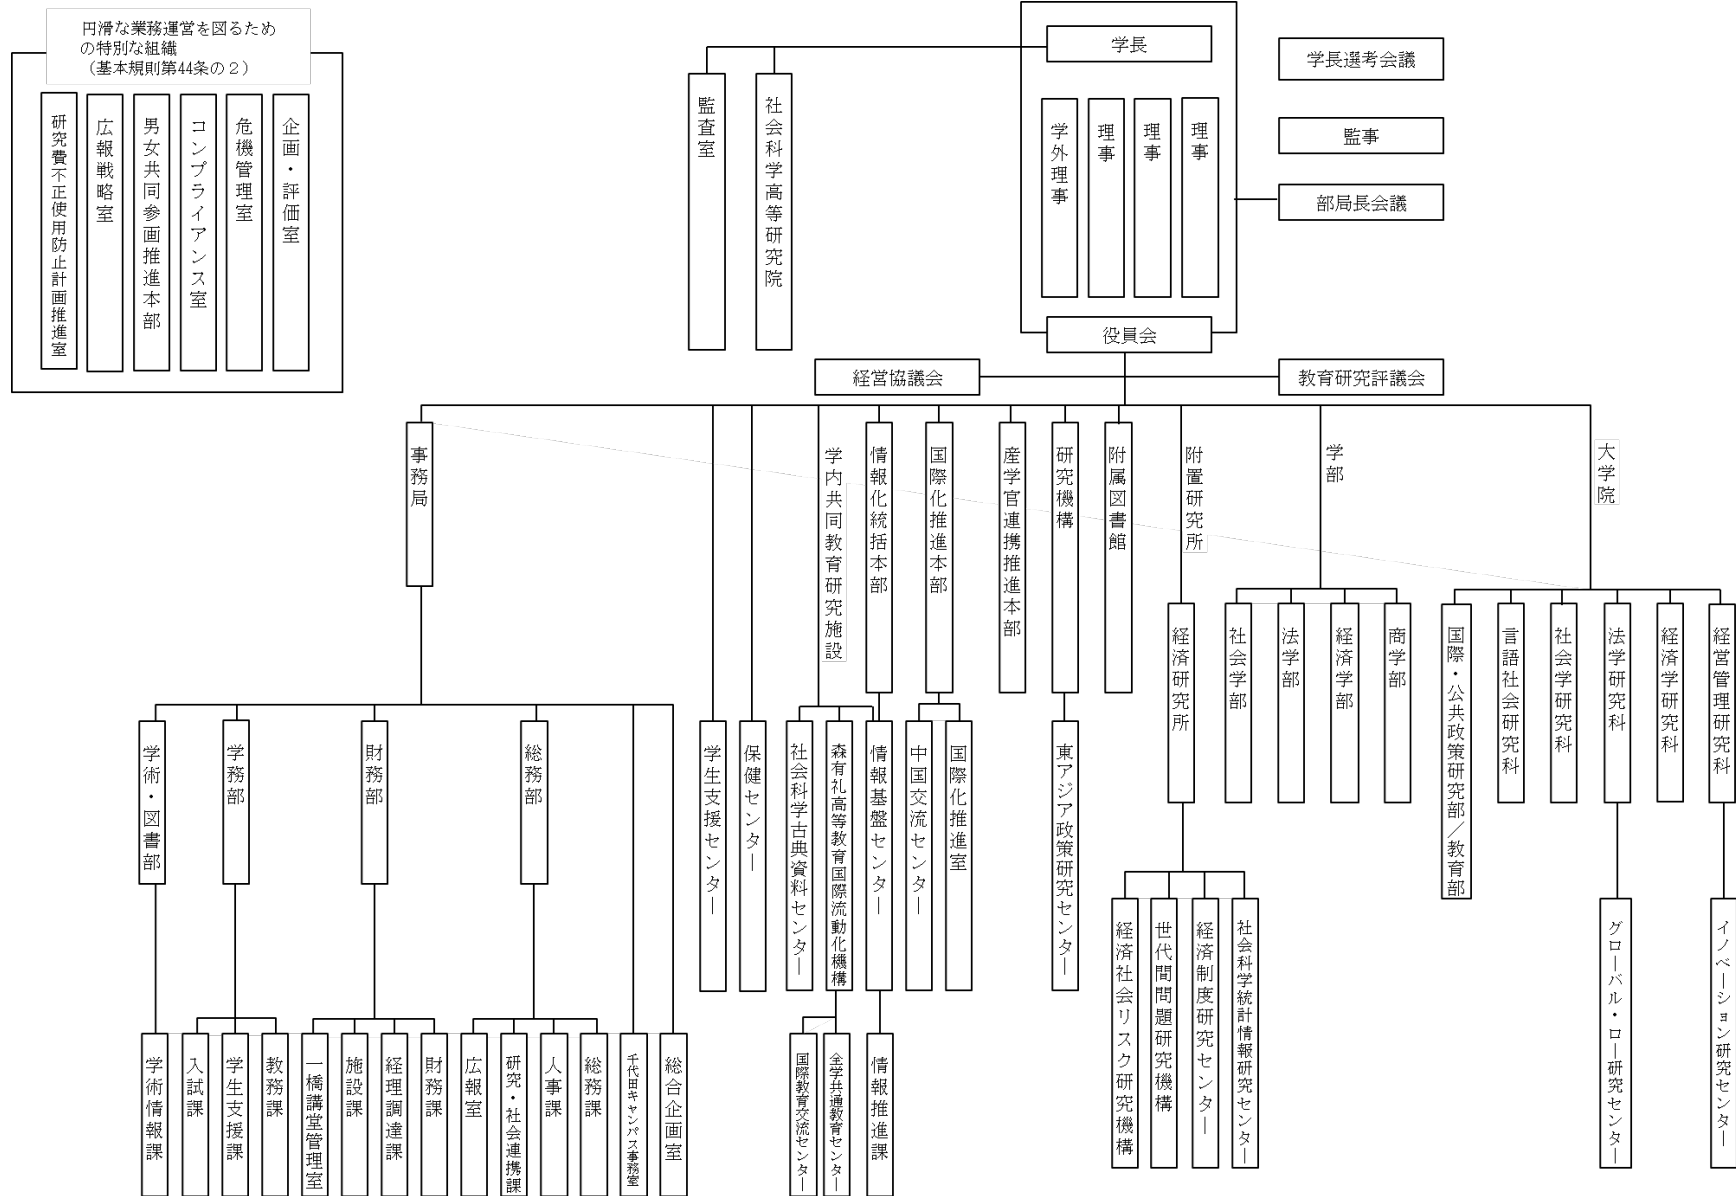 円滑な業務運営を図るため
の特別な組織
（基本規則第44条の２）
研究費不正使用防止計画推進室
広報戦略室
男女共同参画推進本部
コンプライアンス室
危機管理室
企画・評価室
学長
監査室
社会科学高等研究院
学外理事
理事
理事
理事
役員会
学長選考会議
監事
部局長会議
経営協議会
教育研究評議会
事務局
学内共同教育研究施設
情報化統括本部
国際化推進本部
産学官連携推進本部
研究機構
附属図書館
附置研究所
学部
大学院
経済研究所
社会学部
法学部
経済学部
商学部
国際・公共政策研究部／教育部
言語社会研究科
社会学研究科
法学研究科
経済学研究科
経営管理研究科
学術・図書部
学務部
財務部
総務部
学生支援センター
保健センター
社会科学古典資料センター
森有礼高等教育国際流動化機構
情報基盤センター
中国交流センター
国際化推進室
東アジア政策研究センター
経済社会リスク研究機構
世代間問題研究機構
経済制度研究センター
社会科学統計情報研究センター
グローバル・ロー研究センター
イノベーション研究センター
学術情報課
入試課
学生支援課
教務課
一橋講堂管理室
施設課
経理調達課
財務課
広報室
研究・社会連携課
人事課
総務課
千代田キャンパス事務室
総合企画室
国際教育交流センター
全学共通教育センター
情報推進課